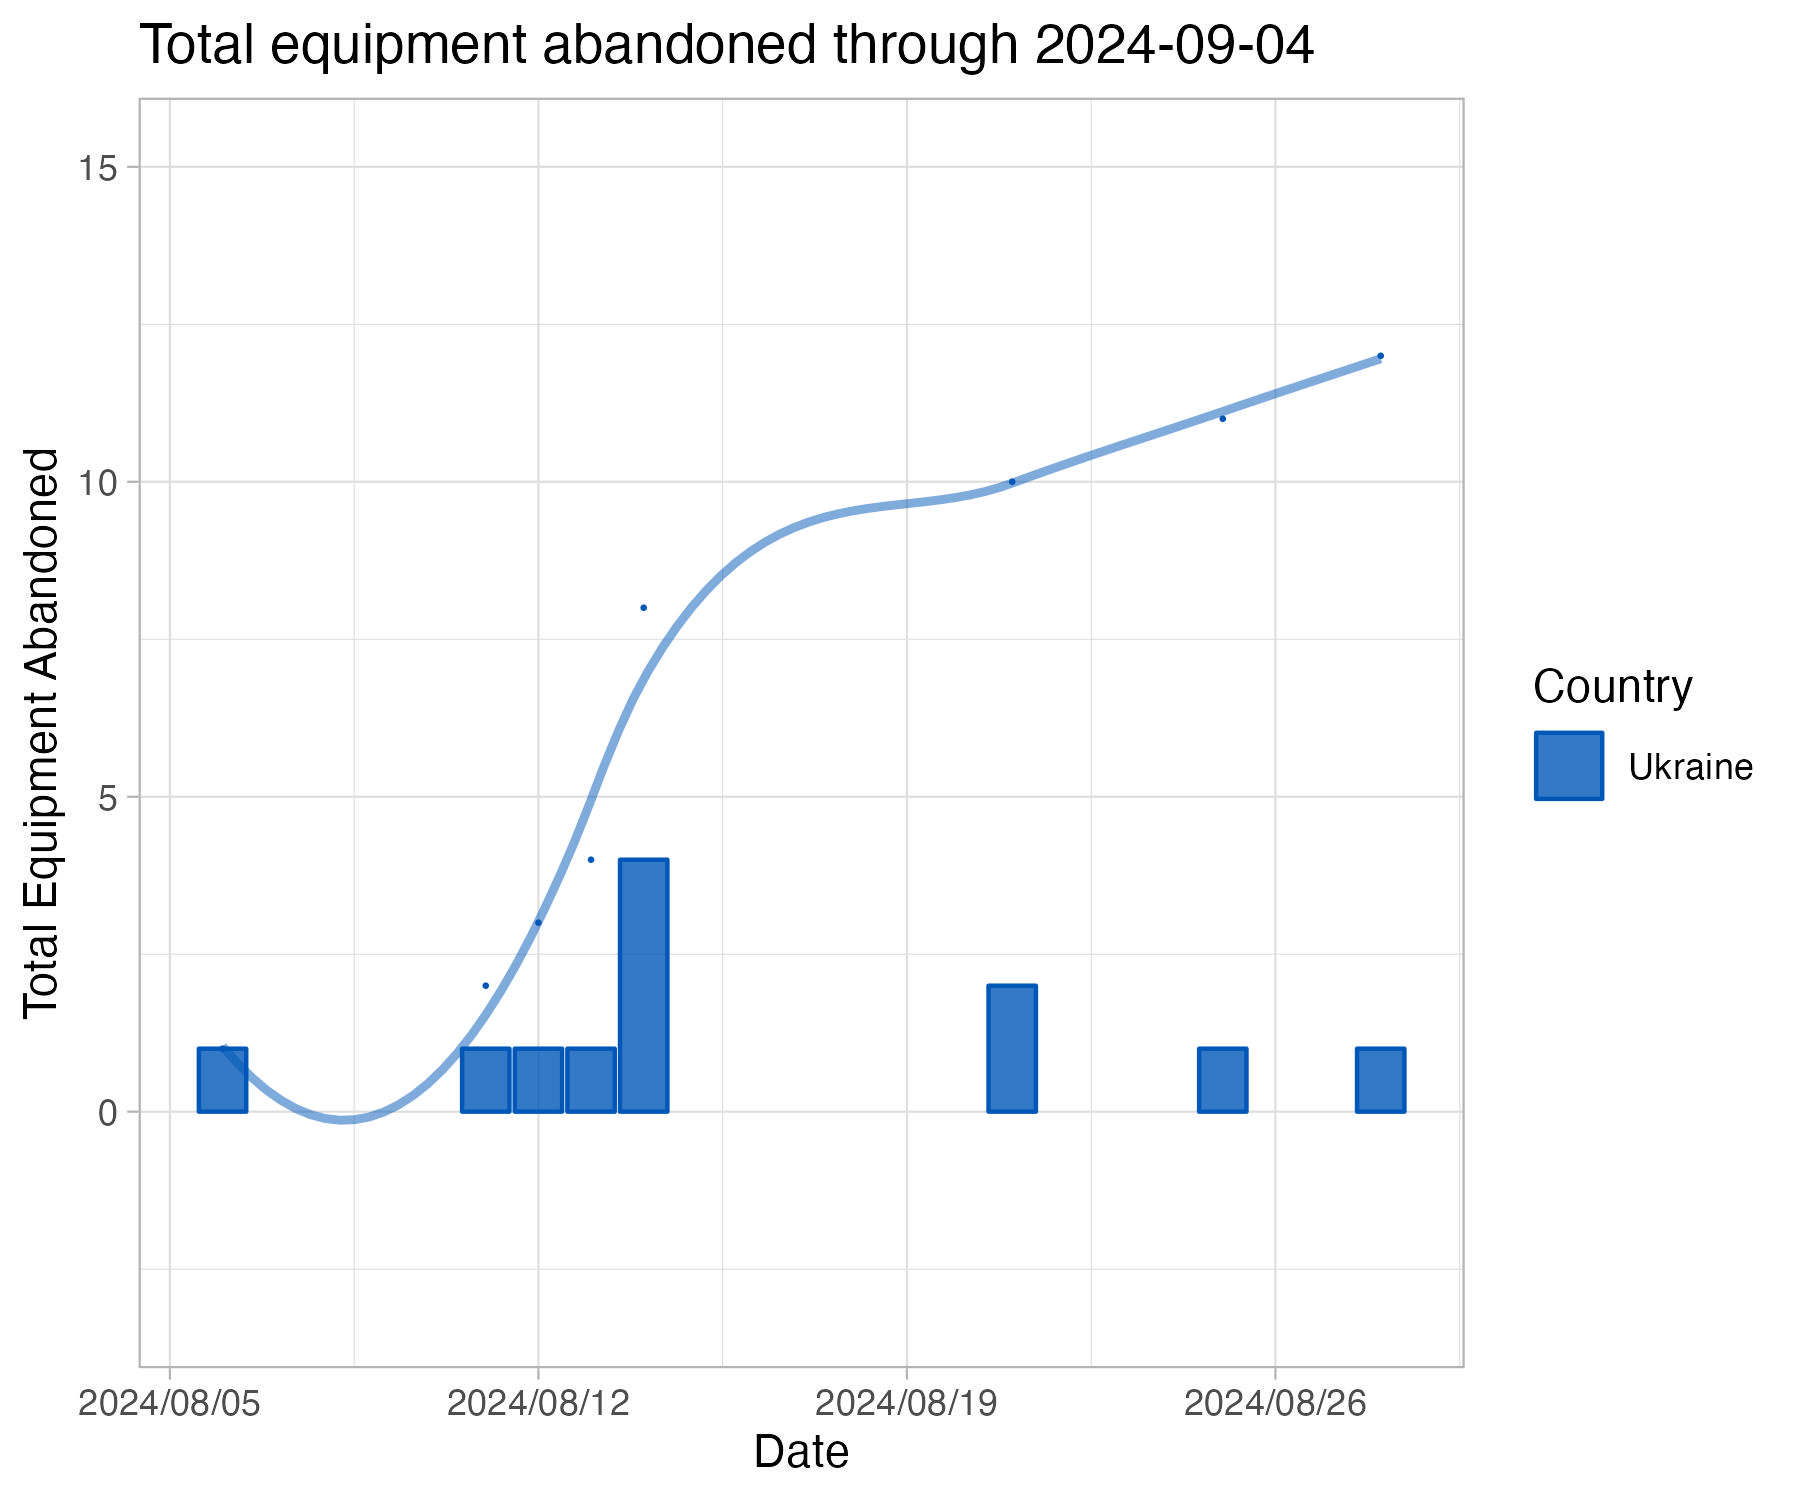 Total equipment abandoned through 2024-09-04
Total Equipment Abandoned
15
10
5
0
2024/08/05 2024/08/12 2024/08/19 2024/08/26
Date
Country
Ukraine